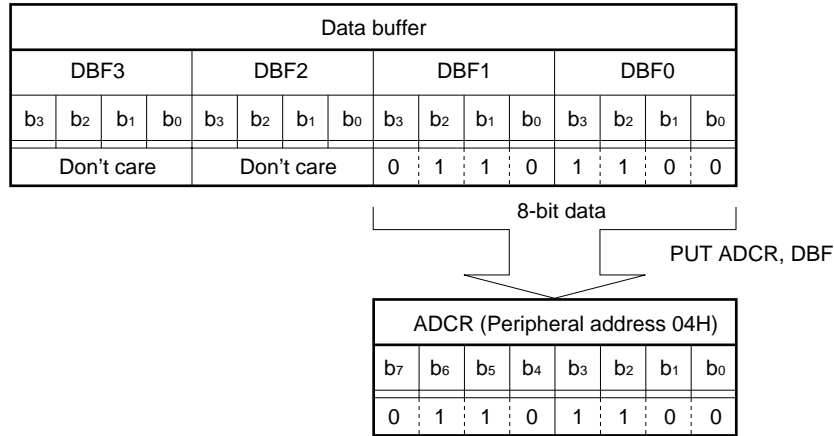 Data buffer
DBF3 DBF2 DBF1 DBF0
b3 b2 b1 b0 b3 b2 b1 b0 b3 b2 b1 b0 b3 b2 b1 b0
Don't care Don't care 0 1 1 0 1 1 0 0
8-bit data
PUT ADCR, DBF
ADCR (Peripheral address 04H)
b7 b6 b5 b4 b3 b2 b1 b0
0 1 1 0 1 1 0 0